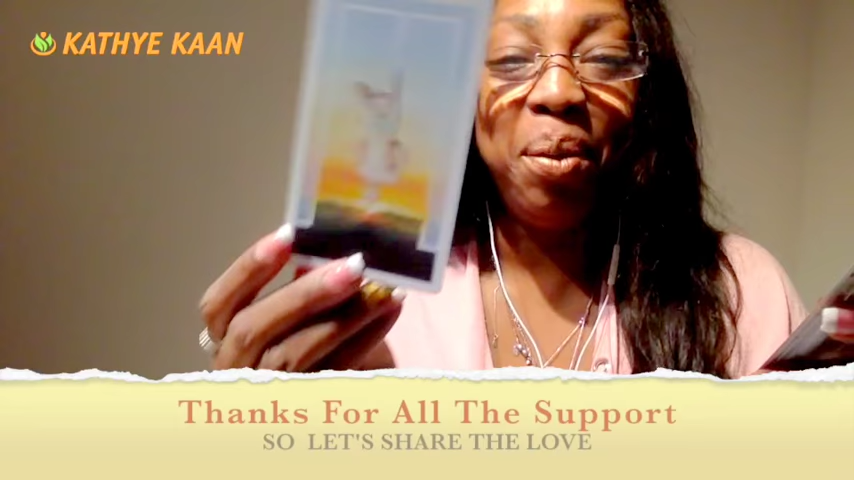 KATHYE KAAN
Thanks For All The Support
SO LET'S SHARE THE LOVE